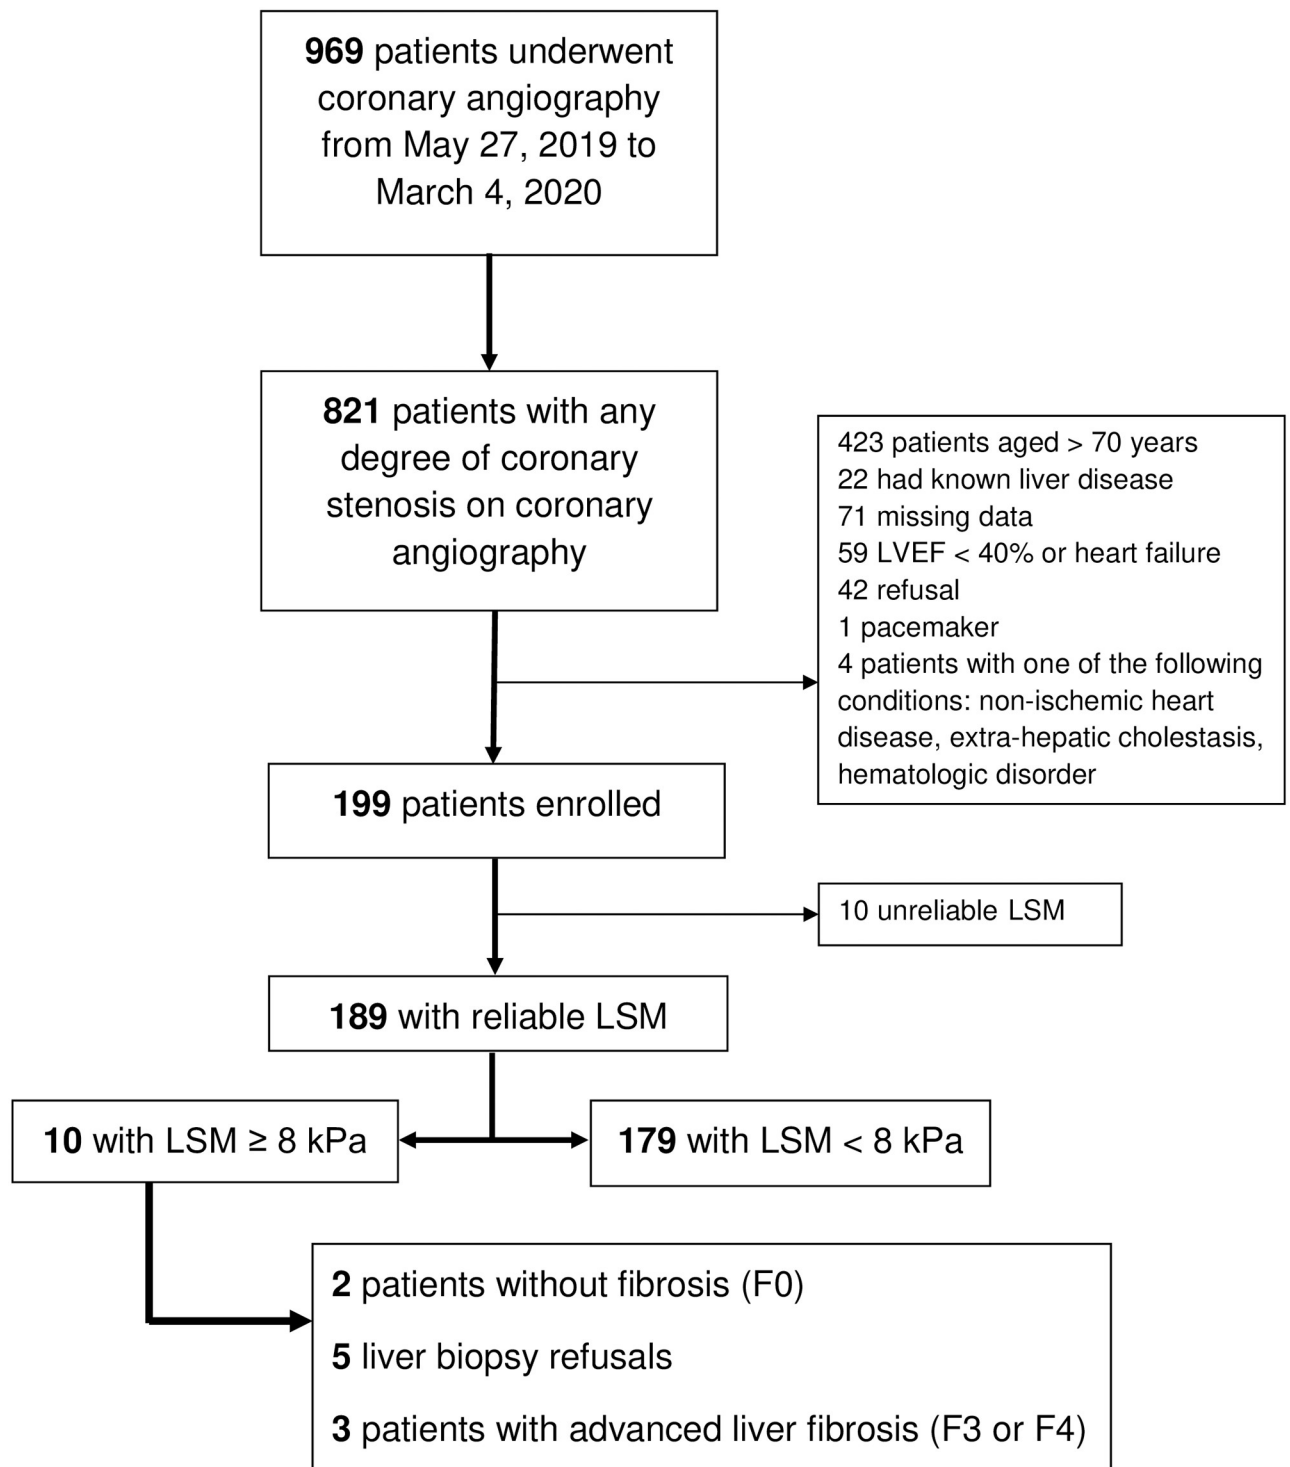 969 patients underwent
coronary angiography
from May 27, 2019 to
March 4, 2020
821 patients with any
degree of coronary
stenosis on coronary
angiography
423 patients aged > 70 years
22 had known liver disease
71 missing data
59 LVEF < 40% or heart failure
42 refusal
1 pacemaker
4 patients with one of the following
conditions: non-ischemic heart
disease, extra-hepatic cholestasis,
hematologic disorder
199 patients enrolled
10 unreliable LSM
189 with reliable LSM
10 with LSM ≥ 8 kPa
179 with LSM < 8 kPa
2 patients without fibrosis (F0)
5 liver biopsy refusals
3 patients with advanced liver fibrosis (F3 or F4)